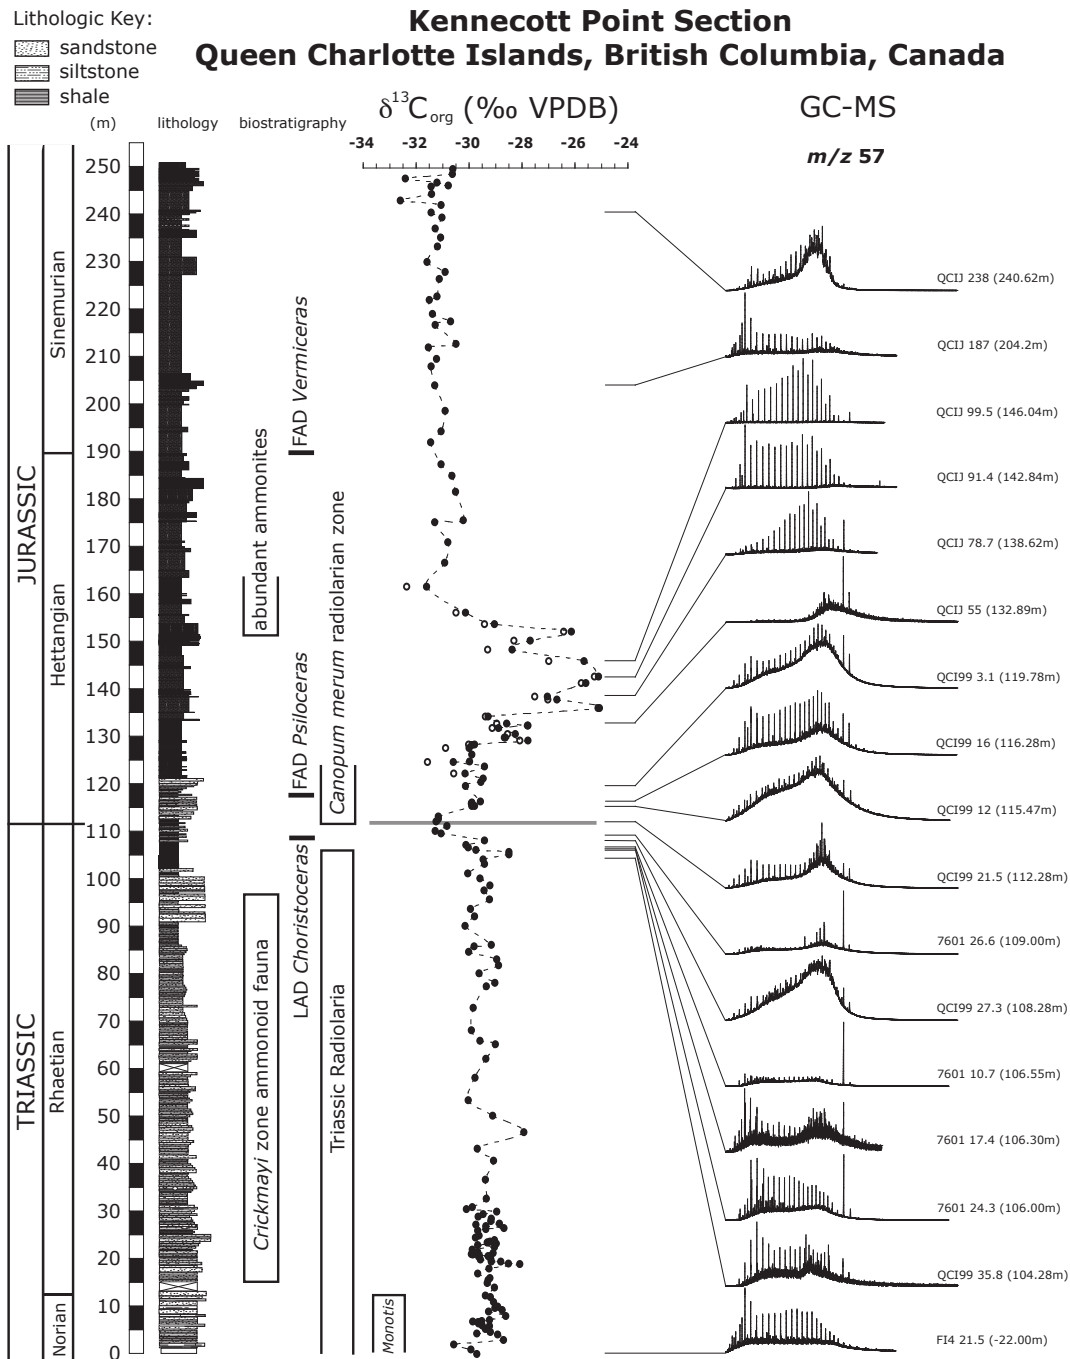 Lithologic Key:
sandstone
siltstone
shale
Kennecott Point Section
Queen Charlotte Islands, British Columbia, Canada
(m)
lithology
biostratigraphy
δ13Corg (‰ VPDB)
GC-MS
m/z 57
-34 -32 -30 -28 -26 -24
250
240
230
220
210
200
190
180
170
160
150
140
130
120
110
100
90
80
70
60
50
40
30
20
10
0
JURASSIC
TRIASSIC
Sinemurian
Hettangian
Rhaetian
Norian
abundant ammonites
Crickmayi zone ammonoid fauna
FAD Vermiceras
FAD Psiloceras
LAD Choristoceras
Canopum merum radiolarian zone
Triassic Radiolaria
Monotis
QCIJ 238 (240.62m)
QCIJ 187 (204.2m)
QCIJ 99.5 (146.04m)
QCIJ 91.4 (142.84m)
QCIJ 78.7 (138.62m)
QCIJ 55 (132.89m)
QCI99 3.1 (119.78m)
QCI99 16 (116.28m)
QCI99 12 (115.47m)
QCI99 21.5 (112.28m)
7601 26.6 (109.00m)
QCI99 27.3 (108.28m)
7601 10.7 (106.55m)
7601 17.4 (106.30m)
7601 24.3 (106.00m)
QCI99 35.8 (104.28m)
FI4 21.5 (-22.00m)